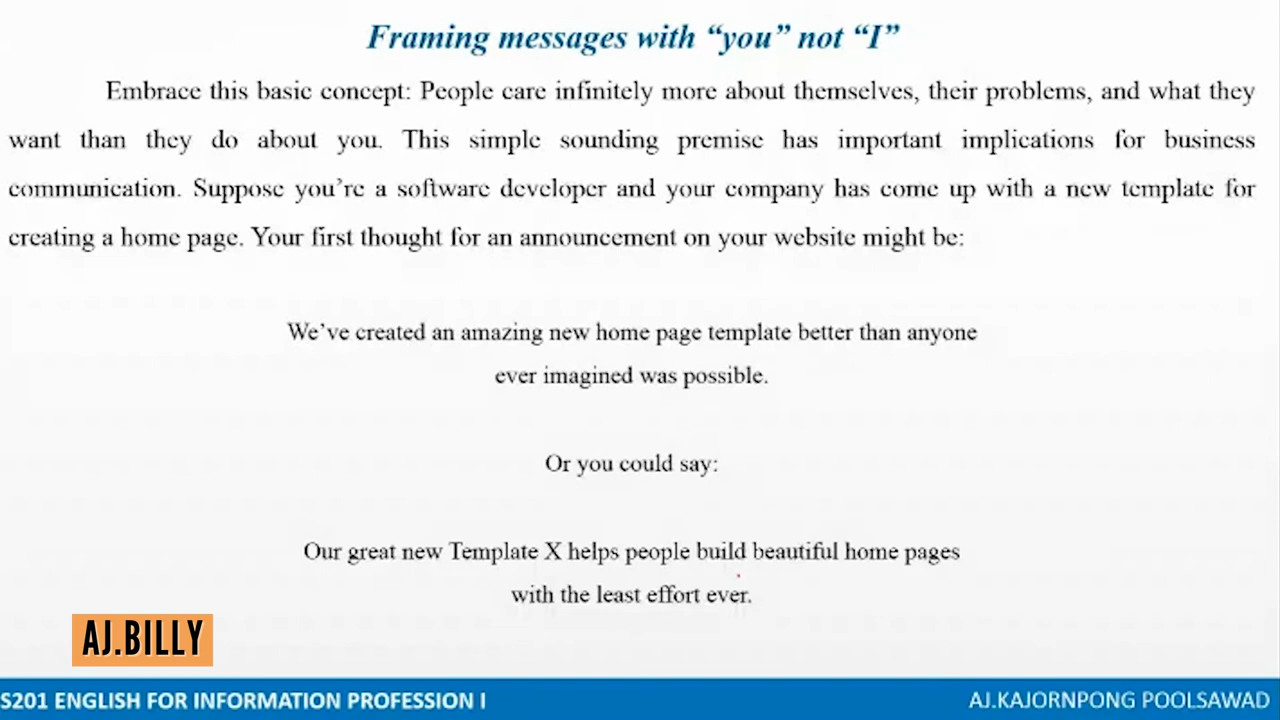 Framing messages with “you” not “I”
Embrace this basic concept: People care infinitely more about themselves, their problems, and what they
want than they do about you. This simple sounding premise has important implications for business
communication. Suppose you’re a software developer and your company has come up with a new template for
creating a home page. Your first thought for an announcement on your website might be:
We’ve created an amazing new home page template better than anyone
ever imagined was possible.
Or you could say:
Our great new Template X helps people build beautiful home pages
with the least effort ever.
AJ.BILLY
S201 ENGLISH FOR INFORMATION PROFESSION I
AJ.KAJORNPONG POOLSAWAD